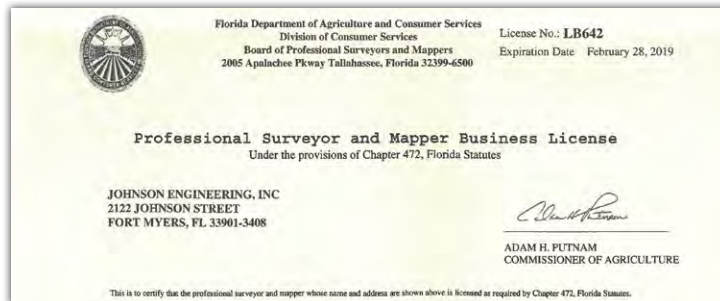 Florida Department of Agriculture and Consumer Services
Division of Consumer Services
Board of Professional Surveyors and Mappers
2005 Apalachee Pkway Tallahassee, Florida 32399-6500
License No.: LB642
Expiration Date February 28, 2019
Professional Surveyor and Mapper Business License
Under the provisions of Chapter 472, Florida Statutes
JOHNSON ENGINEERING, INC
2122 JOHNSON STREET
FORT MYERS, FL 33901-3408
ADAM H. PUTNAM
COMMISSIONER OF AGRICULTURE
This is to certify that the professional surveyor and mapper whose name and address are shown above is licensed as required by Chapter 472, Florida Statutes.